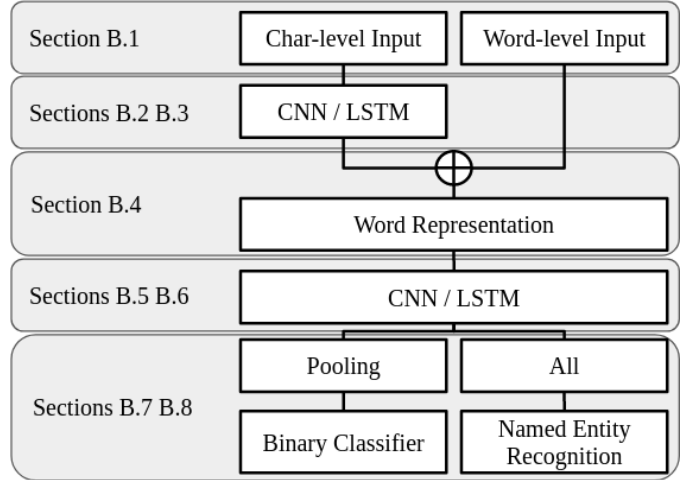 Section B.1
Char-level Input
Word-level Input
Sections B.2 B.3
CNN / LSTM
Section B.4
Word Representation
Sections B.5 B.6
CNN / LSTM
Sections B.7 B.8
Pooling
All
Binary Classifier
Named Entity
Recognition